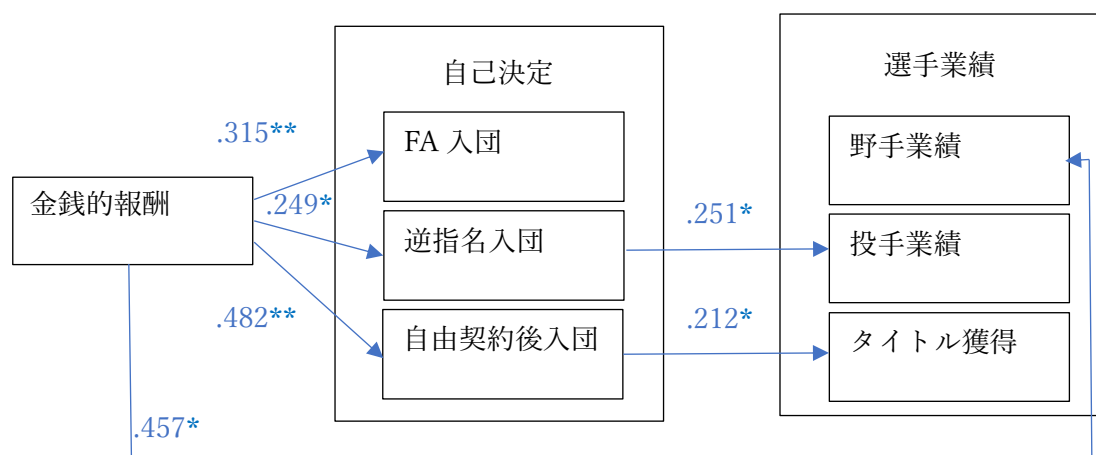 選手業績
自己決定
.315**
FA 入団
野手業績
金銭的報酬
.249*
.251*
逆指名入団
投手業績
.482**
.212*
自由契約後入団
タイトル獲得
.457*